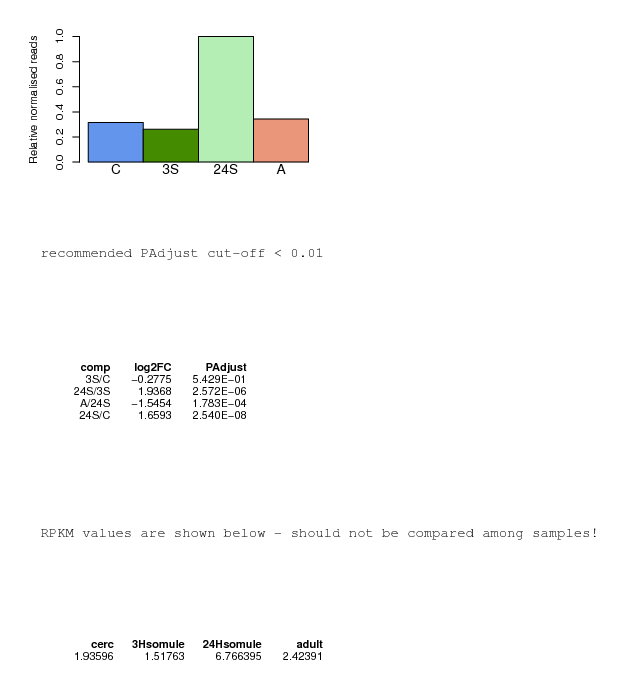 Relative normalised reads
1.0
0.8
0.6
0.4
0.2
0.0
C 3S 24S A
recommended PAdjust cut-off < 0.01
comp log2FC PAdjust
3S/C −0.2775 5.429E−01
24S/3S 1.9368 2.572E−06
A/24S −1.5454 1.783E−04
24S/C 1.6593 2.540E−08
RPKM values are shown below - should not be compared among samples!
cerc 3Hsomule 24Hsomule adult
1.93596 1.51763 6.766395 2.42391